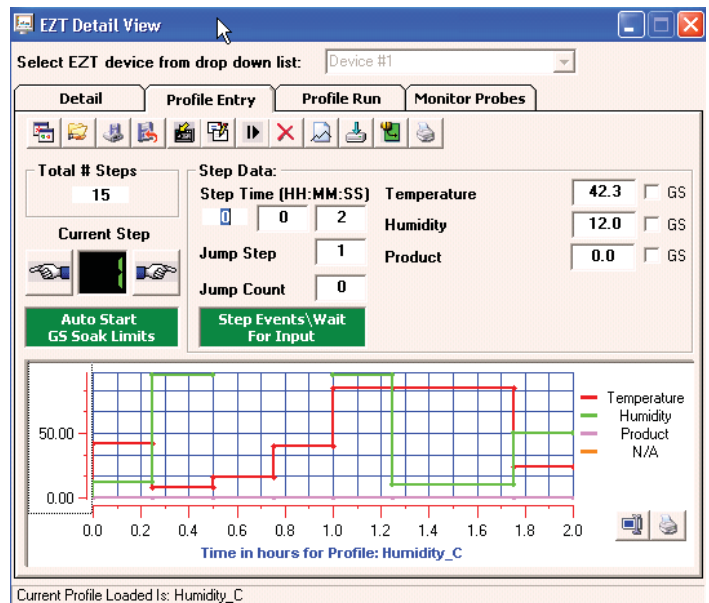 EZT Detail View
Select EZT device from drop down list: Device #1
Detail Profile Entry Profile Run Monitor Probes
Total # Steps
15
Current Step
1
Auto Start
GS Soak Limits
Step Data:
Step Time (HH:MM:SS)
0 0 2
Jump Step 1
Jump Count 0
Step Events\Wait
For Input
Temperature 42.3 GS
Humidity 12.0 GS
Product 0.0 GS
50.00
0.00
0.0 0.2 0.4 0.6 0.8 1.0 1.2 1.4 1.6 1.8 2.0
Time in hours for Profile: Humidity_C
Temperature
Humidity
Product
N/A
Current Profile Loaded Is: Humidity_C